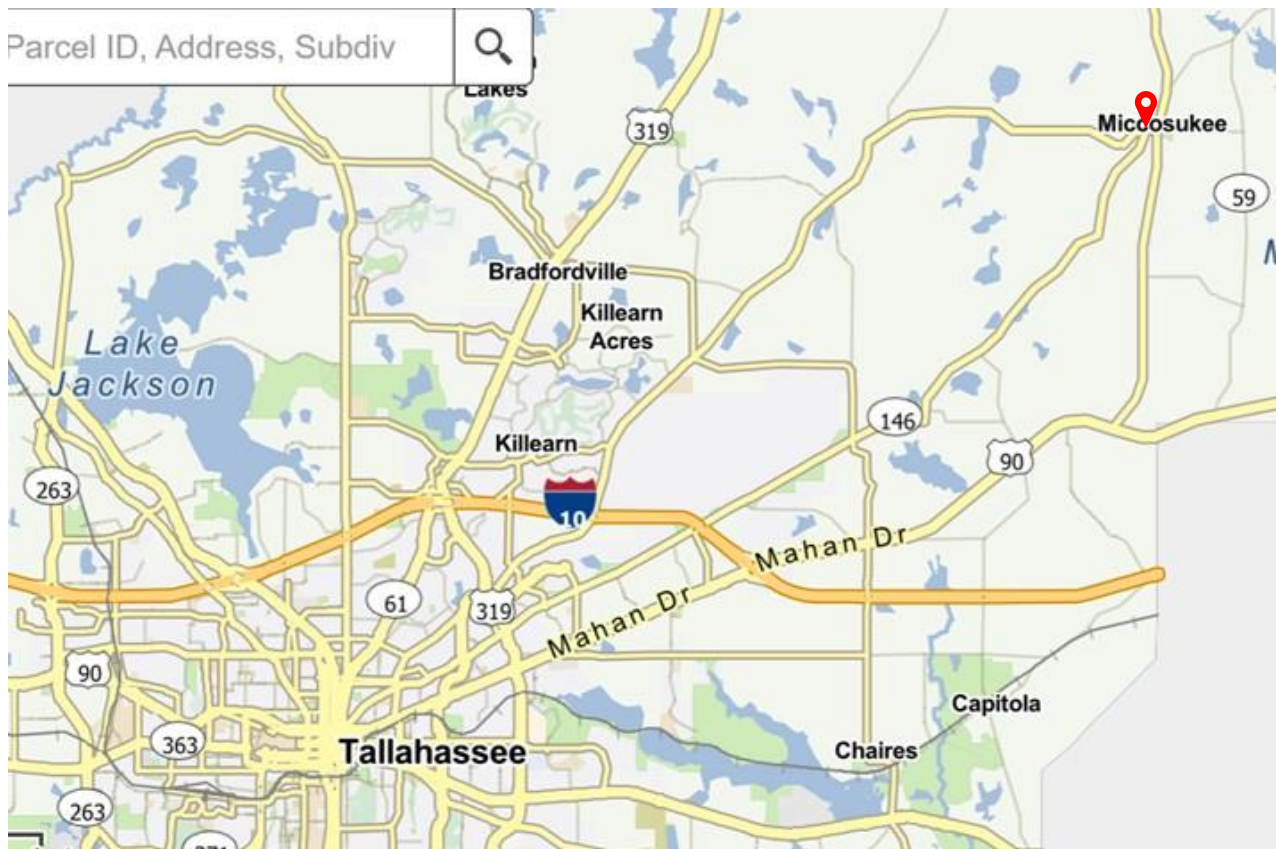 Parcel ID, Address, Subdiv
Lakes
319
Miccosukee
59
Bradfordville
Killearn
Acres
Lake
Jackson
146
Killearn
90
263
10
Mahan Dr
61
319
Mahan Dr
90
Capitola
363
Tallahassee
Chaires
263